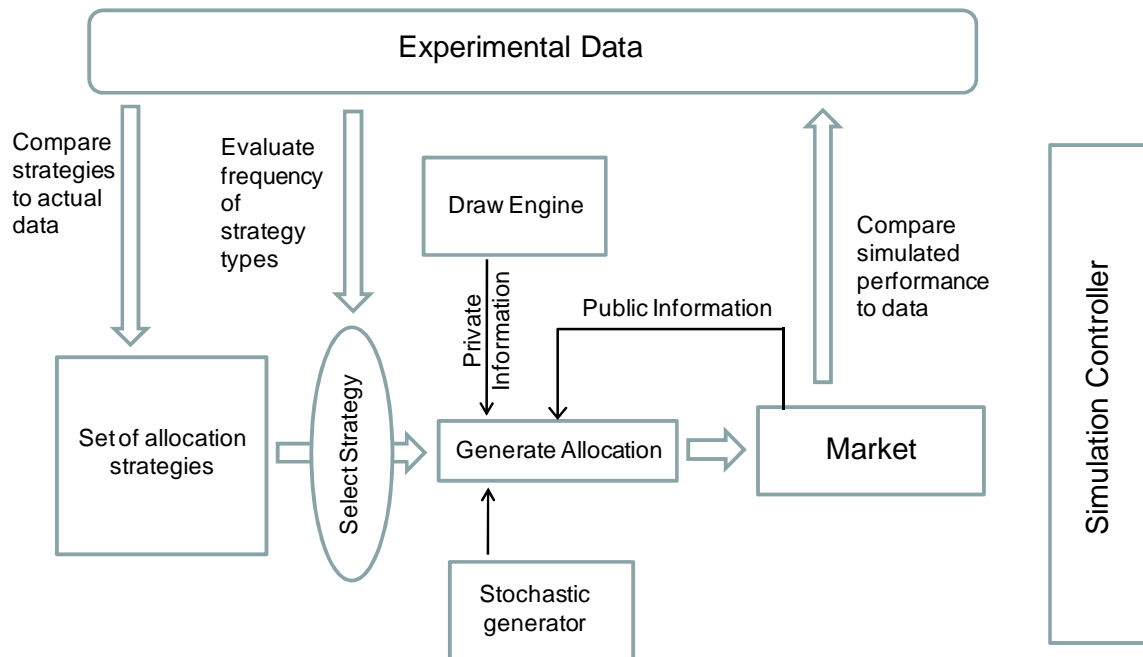 Experimental Data
Compare
strategies
to actual
data
Evaluate
frequency
of
strategy
types
Draw Engine
Private
Information
Public Information
Compare
simulated
performance
to data
Simulation Controller
Set of allocation
strategies
Select Strategy
Generate Allocation
Market
Stochastic
generator